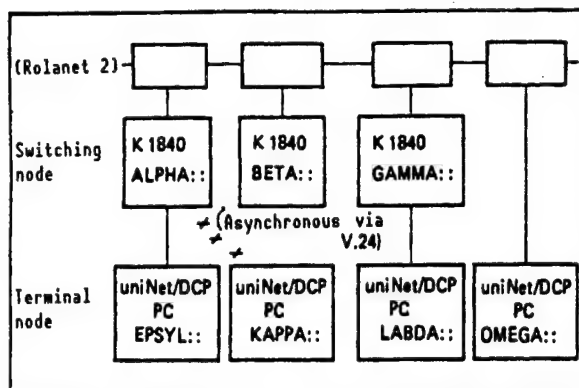 (Rolanet 2)
Switching node
K 1840 ALPHA::
K 1840 BETA::
K 1840 GAMMA::
(Asynchronous via V.24)
Terminal node
uniNet/DCP PC EPSYL::
uniNet/DCP PC KAPPA::
uniNet/DCP PC LABDA::
uniNet/DCP PC OMEGA::